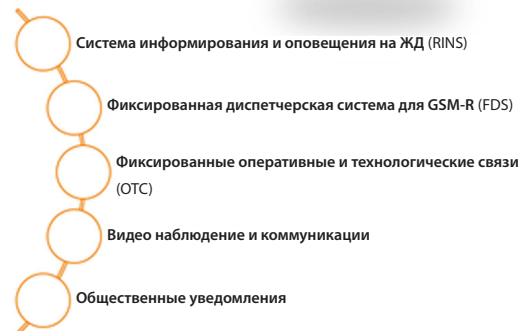 Система информирования и оповещения на ЖД (RINS)
Фиксированная диспетчерская система для GSM-R (FDS)
Фиксированные оперативные и технологические связи
(OTC)
Видео наблюдение и коммуникации
Общественные уведомления